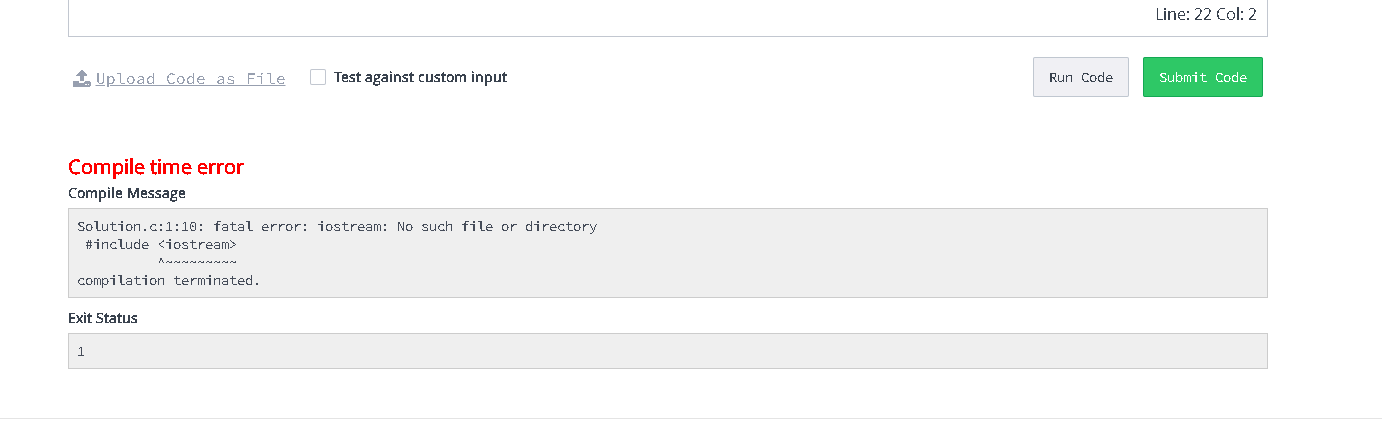 Line: 22 Col: 2
Upload Code as File
Test against custom input
Run Code
Submit Code
Compile time error
Compile Message
Solution.c:1:10: fatal error: iostream: No such file or directory
#include <iostream>
^~~~~~~~~~
compilation terminated.
Exit Status
1